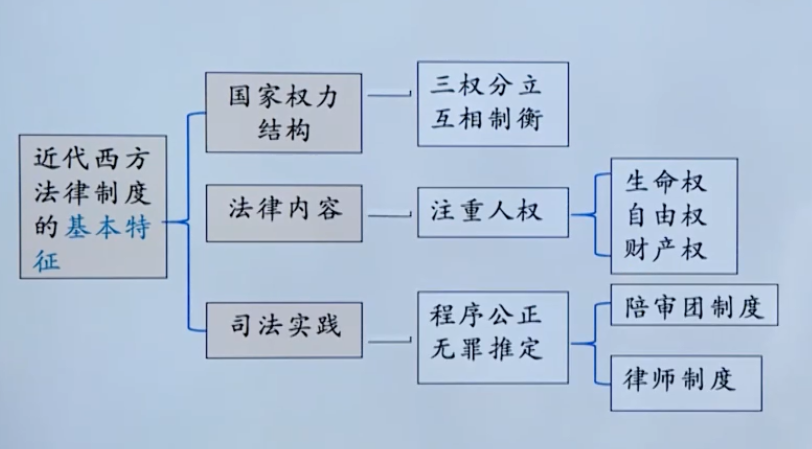 近代西方
法律制度
的基本特
征
国家权力
结构
三权分立
互相制衡
法律内容
注重人权
生命权
自由权
财产权
司法实践
程序公正
无罪推定
陪审团制度
律师制度